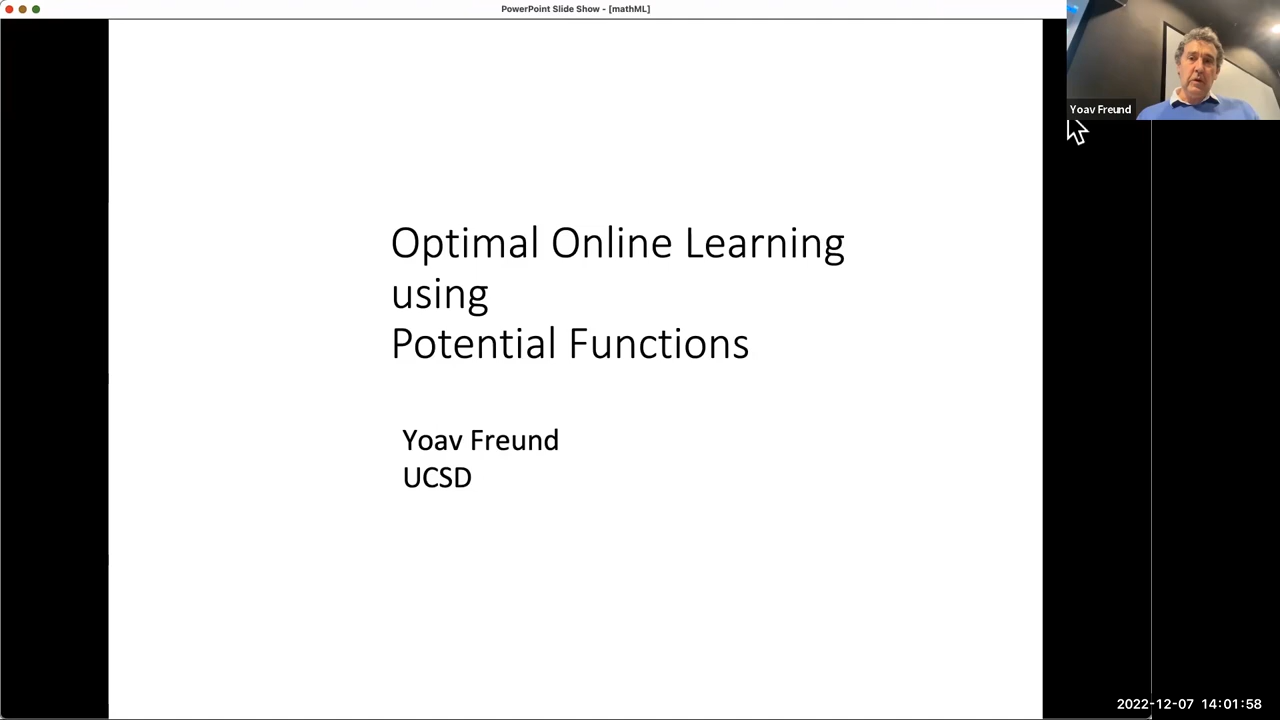 PowerPoint Slide Show - [mathML]
Yoav Freund
Optimal Online Learning
using
Potential Functions
Yoav Freund
UCSD
2022-12-07 14:01:58